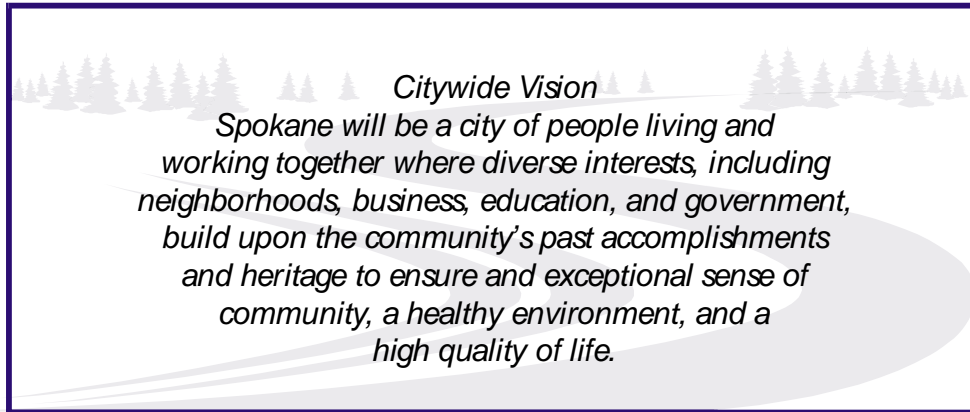 Citywide Vision
Spokane will be a city of people living and
working together where diverse interests, including
neighborhoods, business, education, and government,
build upon the community's past accomplishments
and heritage to ensure and exceptional sense of
community, a healthy environment, and a
high quality of life.